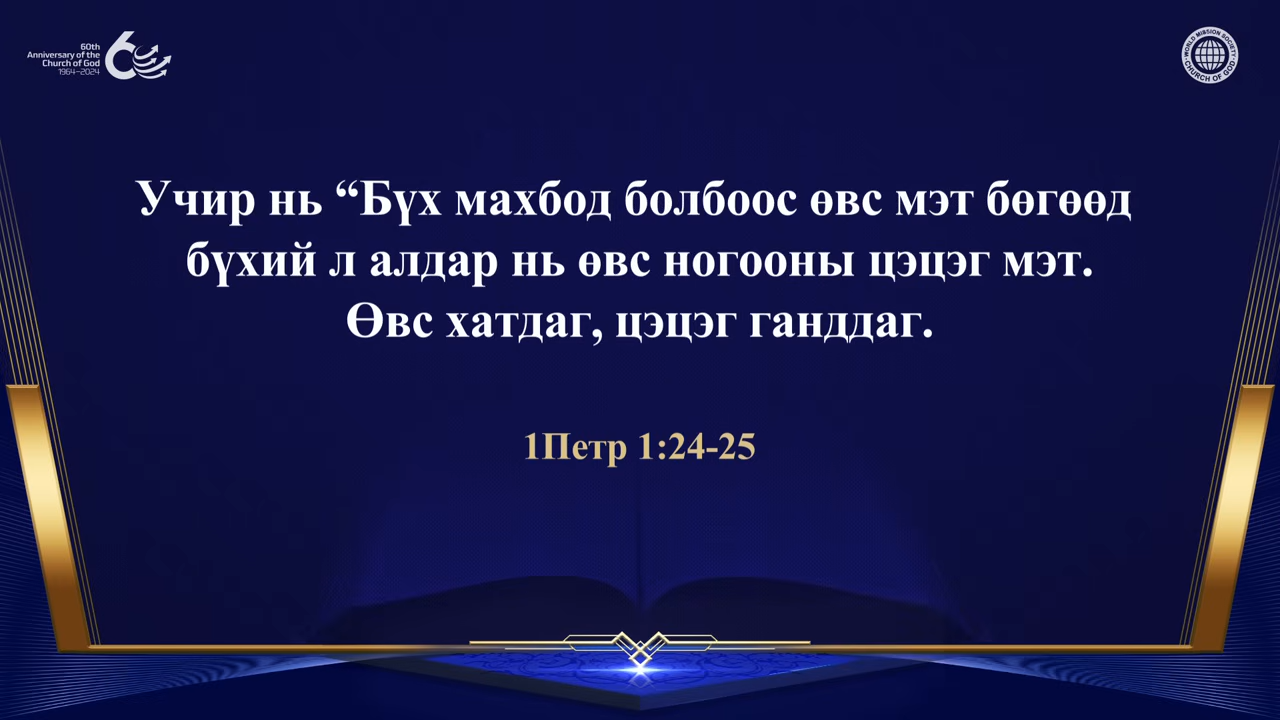 60th
Anniversary of the
Church of God
1964–2024
WORLD MISSION SOCIETY
CHURCH OF GOD
Учир нь “Бүх махбод болбоос өвс мэт бөгөөд
бүхий л алдар нь өвс ногооны цэцэг мэт.
Өвс хатдаг, цэцэг ганддаг.
1Петр 1:24-25